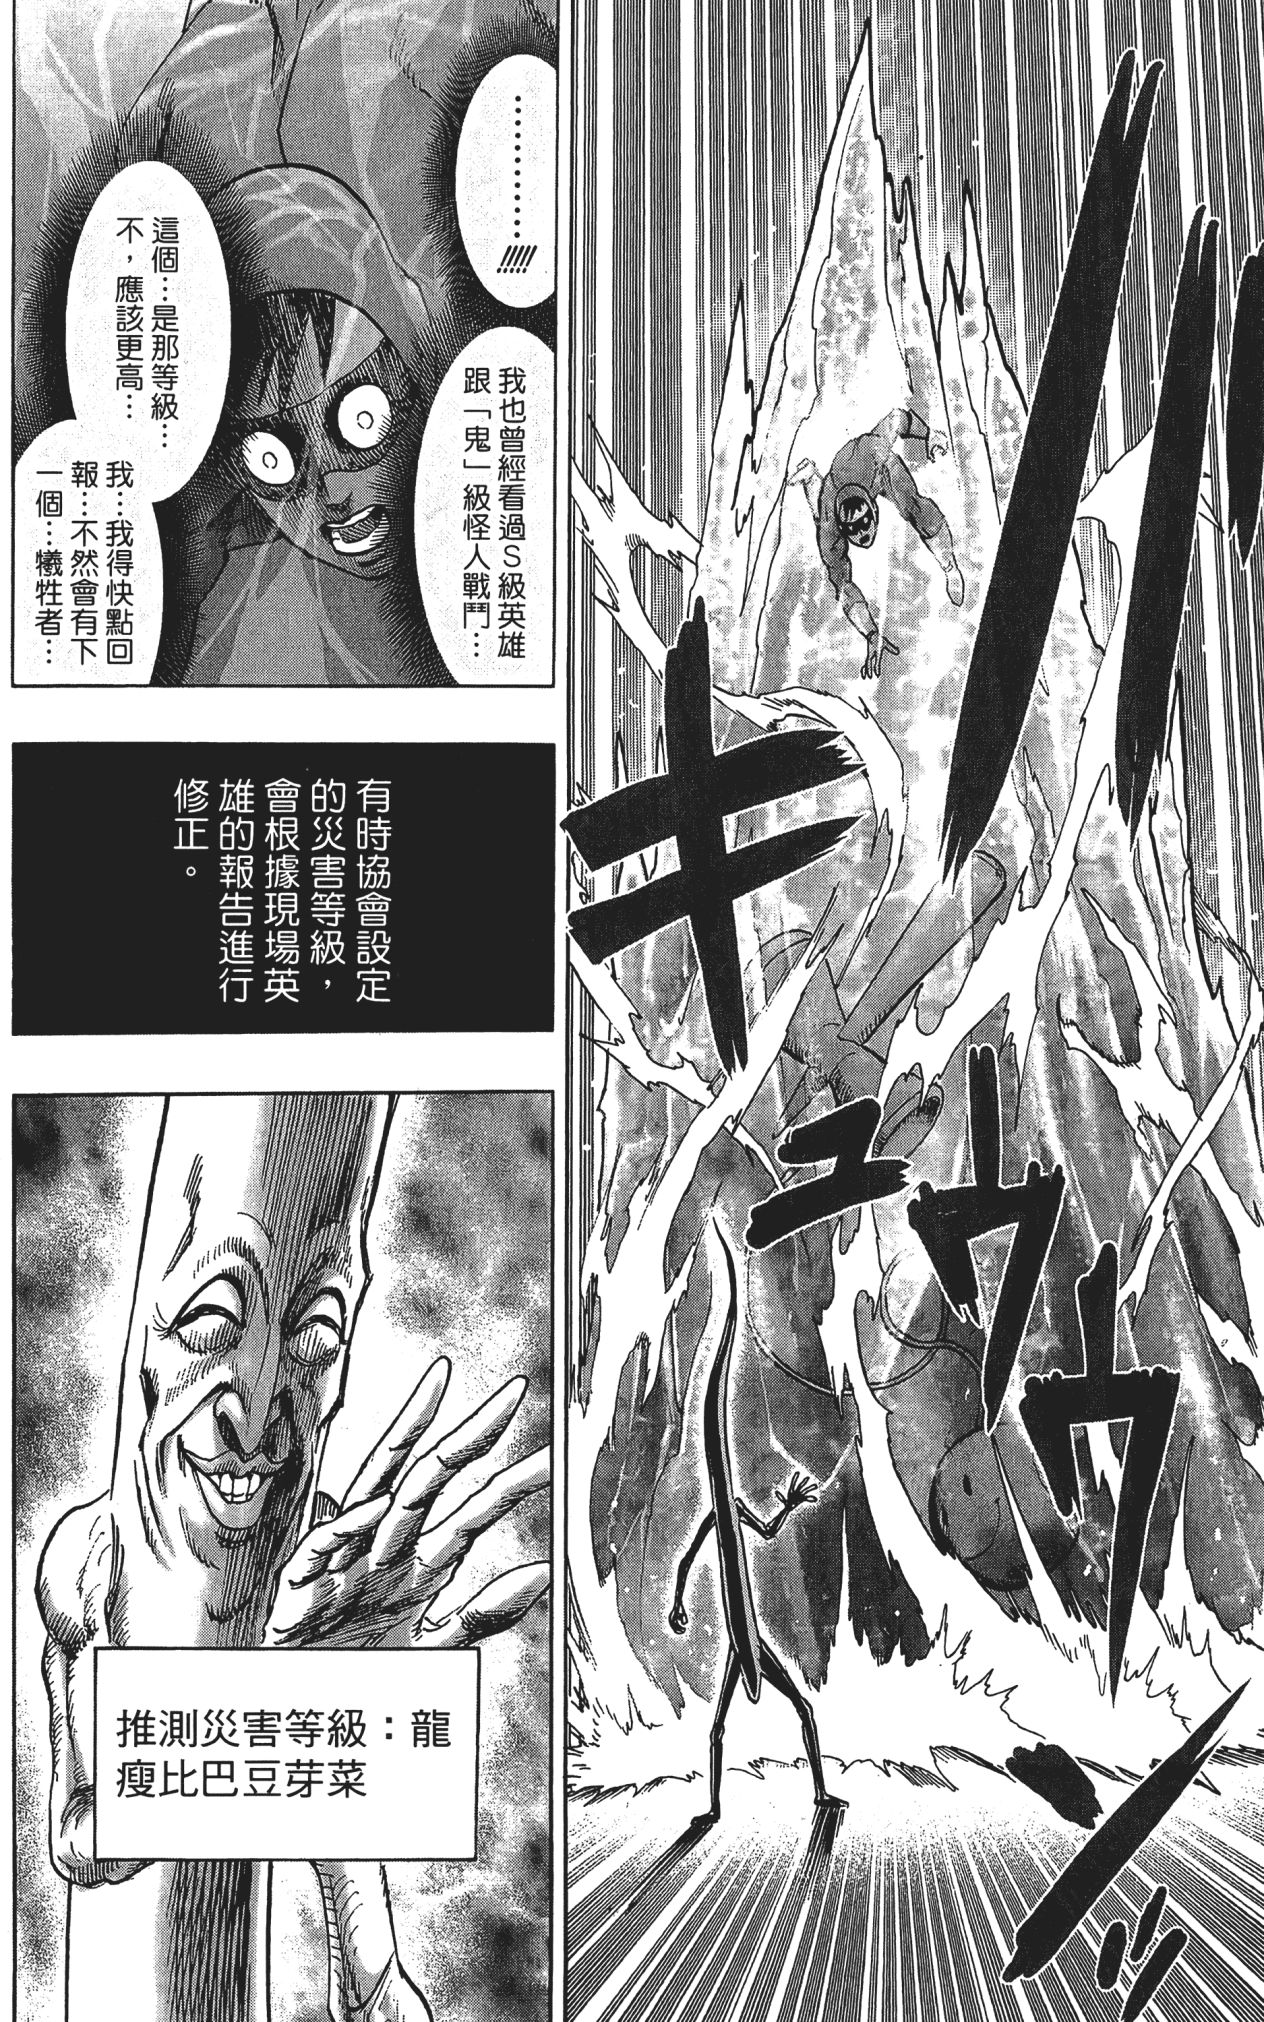 ギュウウウッ
…………!!!!!
我也曾經看過S級英雄
跟「鬼」級怪人戰鬥…
這個…是那等級…
不，應該更高…
我…我得快點回
報…不然會有下
一個…犧牲者…
有時協會設定
的災害等級，
會根據現場英
雄的報告進行
修正。
推測災害等級：龍
瘦比巴豆芽菜